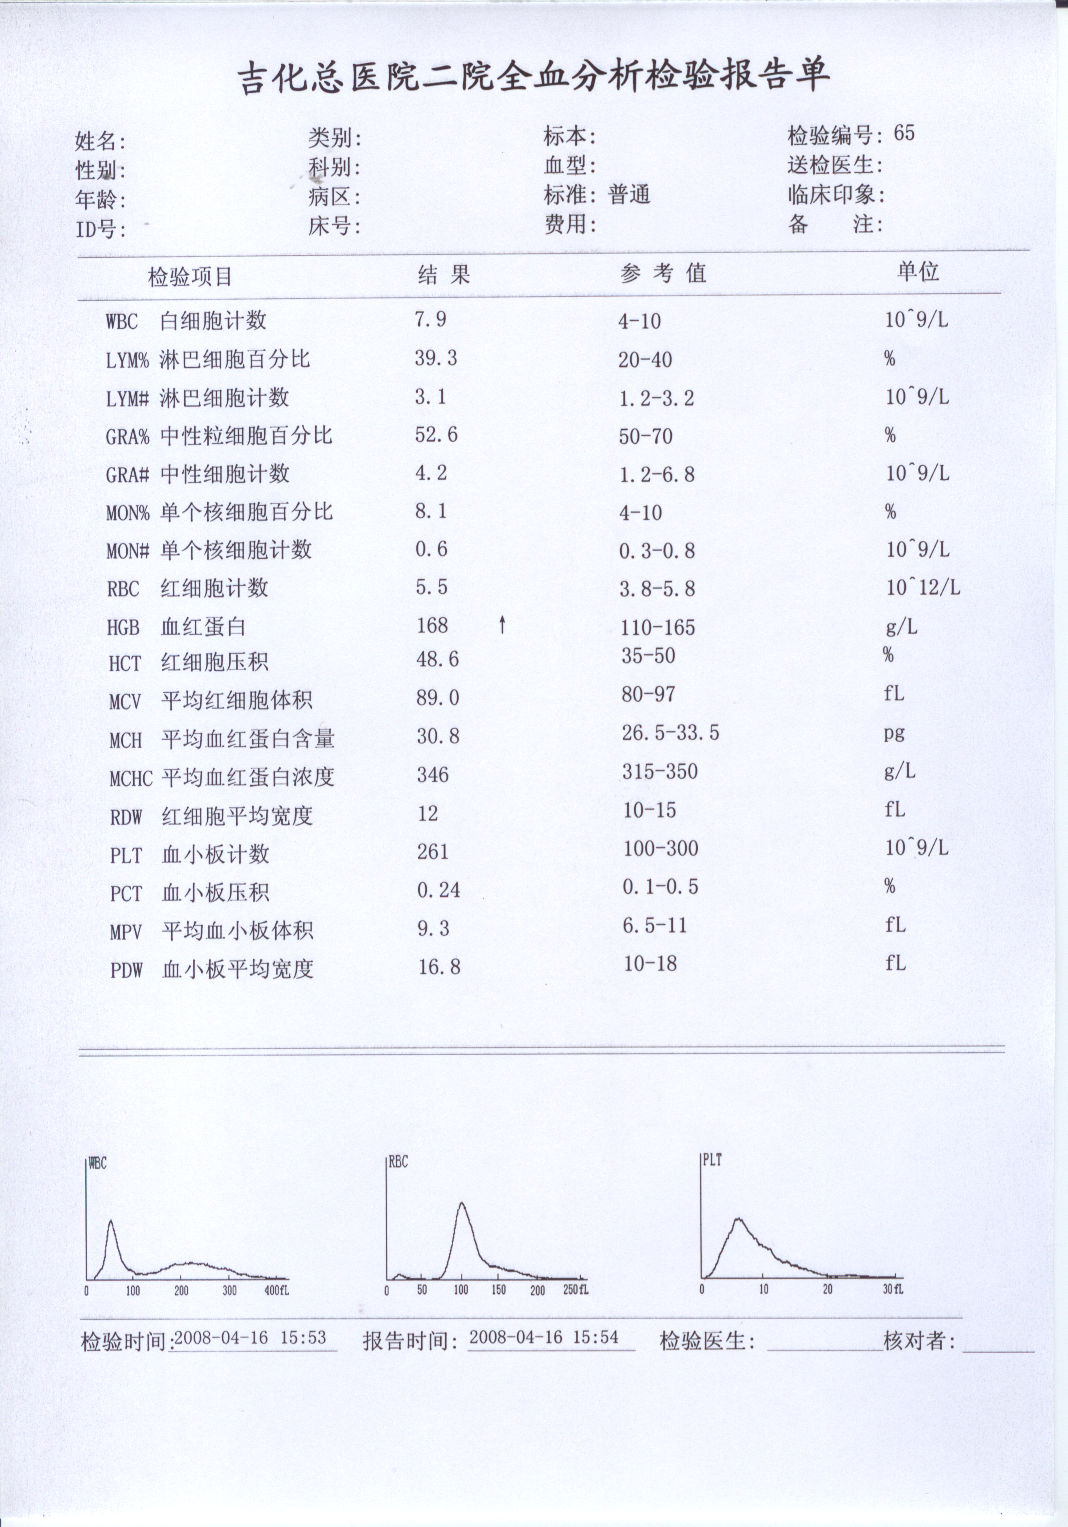 吉化总医院二院全血分析检验报告单
姓名: 类别: 标本: 检验编号: 65
性别: 科别: 血型: 送检医生:
年龄: 病区: 标准: 普通 临床印象:
ID号: 床号: 费用: 备 注:
检验项目 结 果 参 考 值 单位
WBC 白细胞计数 7.9 4-10 10^9/L
LYM% 淋巴细胞百分比 39.3 20-40 %
LYM# 淋巴细胞计数 3.1 1.2-3.2 10^9/L
GRA% 中性粒细胞百分比 52.6 50-70 %
GRA# 中性细胞计数 4.2 1.2-6.8 10^9/L
MON% 单个核细胞百分比 8.1 4-10 %
MON# 单个核细胞计数 0.6 0.3-0.8 10^9/L
RBC 红细胞计数 5.5 3.8-5.8 10^12/L
HGB 血红蛋白 168 ↑ 110-165 g/L
HCT 红细胞压积 48.6 35-50 %
MCV 平均红细胞体积 89.0 80-97 fL
MCH 平均血红蛋白含量 30.8 26.5-33.5 pg
MCHC 平均血红蛋白浓度 346 315-350 g/L
RDW 红细胞平均宽度 12 10-15 fL
PLT 血小板计数 261 100-300 10^9/L
PCT 血小板压积 0.24 0.1-0.5 %
MPV 平均血小板体积 9.3 6.5-11 fL
PDW 血小板平均宽度 16.8 10-18 fL
WBC RBC PLT
0 100 200 300 400fL 0 50 100 150 200 250fL 0 10 20 30fL
检验时间:2008-04-16 15:53 报告时间: 2008-04-16 15:54 检验医生: 核对者: